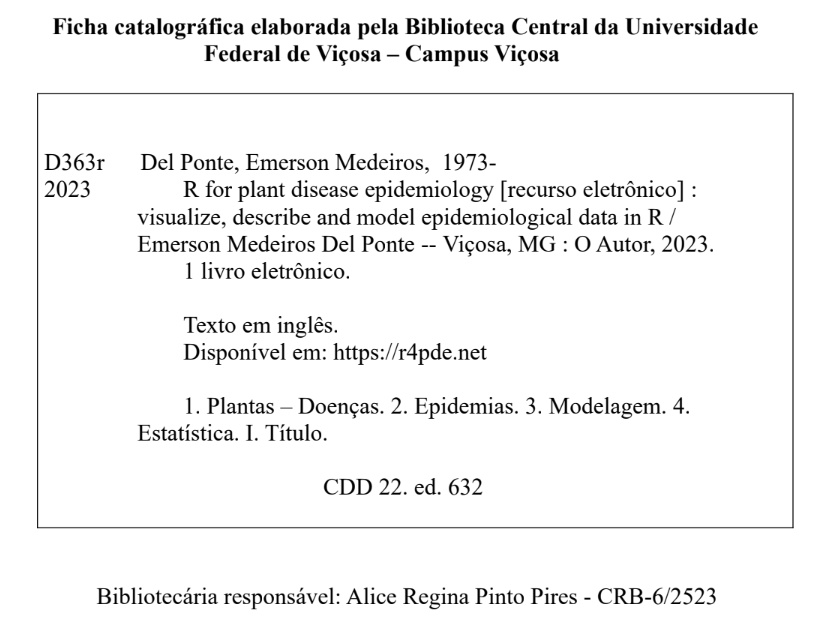 Ficha catalográfica elaborada pela Biblioteca Central da Universidade
Federal de Viçosa – Campus Viçosa
D363r Del Ponte, Emerson Medeiros, 1973-
2023 R for plant disease epidemiology [recurso eletrônico] :
visualize, describe and model epidemiological data in R /
Emerson Medeiros Del Ponte -- Viçosa, MG : O Autor, 2023.
1 livro eletrônico.
Texto em inglês.
Disponível em: https://r4pde.net
1. Plantas – Doenças. 2. Epidemias. 3. Modelagem. 4.
Estatística. I. Título.
CDD 22. ed. 632
Bibliotecária responsável: Alice Regina Pinto Pires - CRB-6/2523